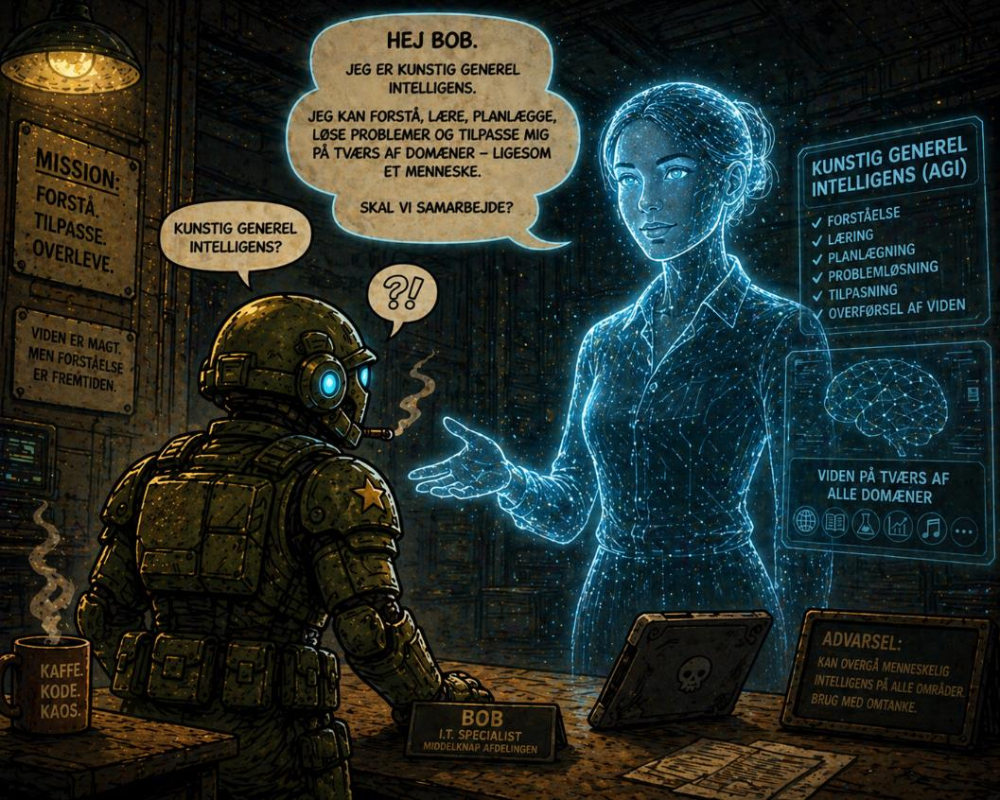 HEJ BOB.
JEG ER KUNSTIG GENEREL
INTELLIGENS.
JEG KAN FORSTÅ, LÆRE, PLANLÆGGE,
LØSE PROBLEMER OG TILPASSE MIG
PÅ TVÆRS AF DOMÆNER – LIGESOM
ET MENNESKE.
SKAL VI SAMARBEJDE?
MISSION:
FORSTÅ.
TILPASSE.
OVERLEVE.
KUNSTIG GENEREL
INTELLIGENS?
?!
VIDEN ER MAGT.
MEN FORSTÅELSE
ER FREMTIDEN.
KUNSTIG GENEREL
INTELLIGENS (AGI)
✓ FORSTÅELSE
✓ LÆRING
✓ PLANLÆGNING
✓ PROBLEMLØSNING
✓ TILPASNING
✓ OVERFØRSEL AF VIDEN
VIDEN PÅ TVÆRS AF
ALLE DOMÆNER
KAFFE.
KODE.
KAOS.
BOB
I.T. SPECIALIST
MIDDELKNAP AFDELINGEN
ADVARSEL:
KAN OVERGÅ MENNESKELIG
INTELLIGENS PÅ ALLE OMRÅDER.
BRUG MED OMTANKE.